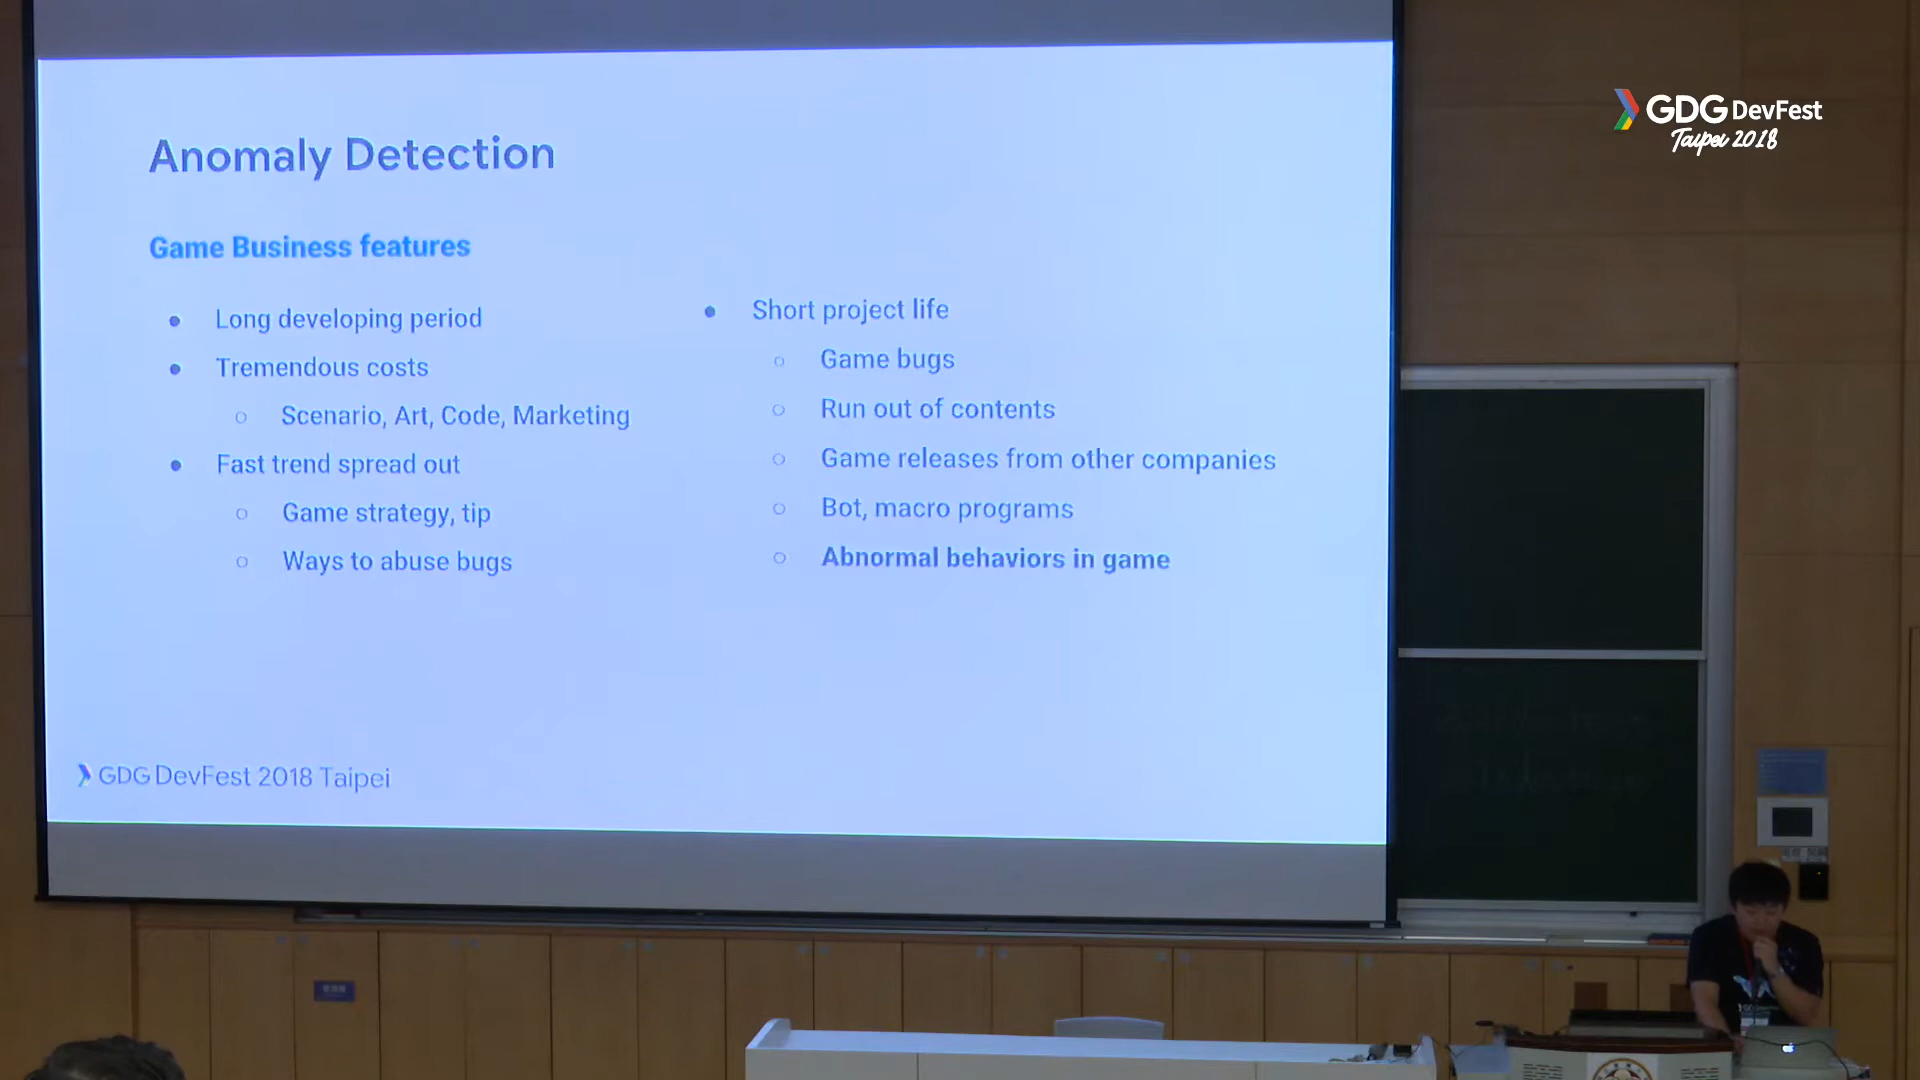 Anomaly Detection
Game Business features
Long developing period
Tremendous costs
Scenario, Art, Code, Marketing
Fast trend spread out
Game strategy, tip
Ways to abuse bugs
Short project life
Game bugs
Run out of contents
Game releases from other companies
Bot, macro programs
Abnormal behaviors in game
GDG DevFest 2018 Taipei
GDG DevFest
Taipei 2018